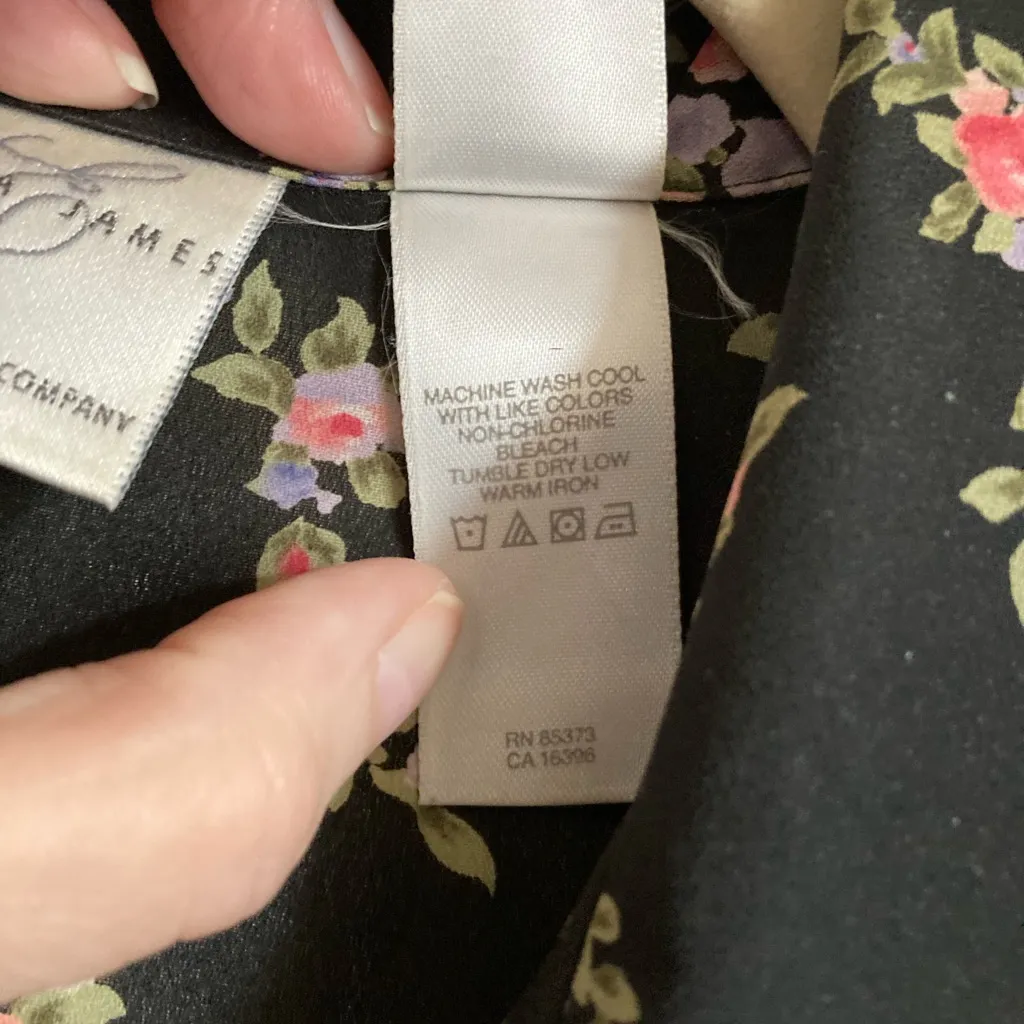 JAMES
COMPANY
MACHINE WASH COOL
WITH LIKE COLORS
NON-CHLORINE
BLEACH
TUMBLE DRY LOW
WARM IRON
RN 85373
CA 16396